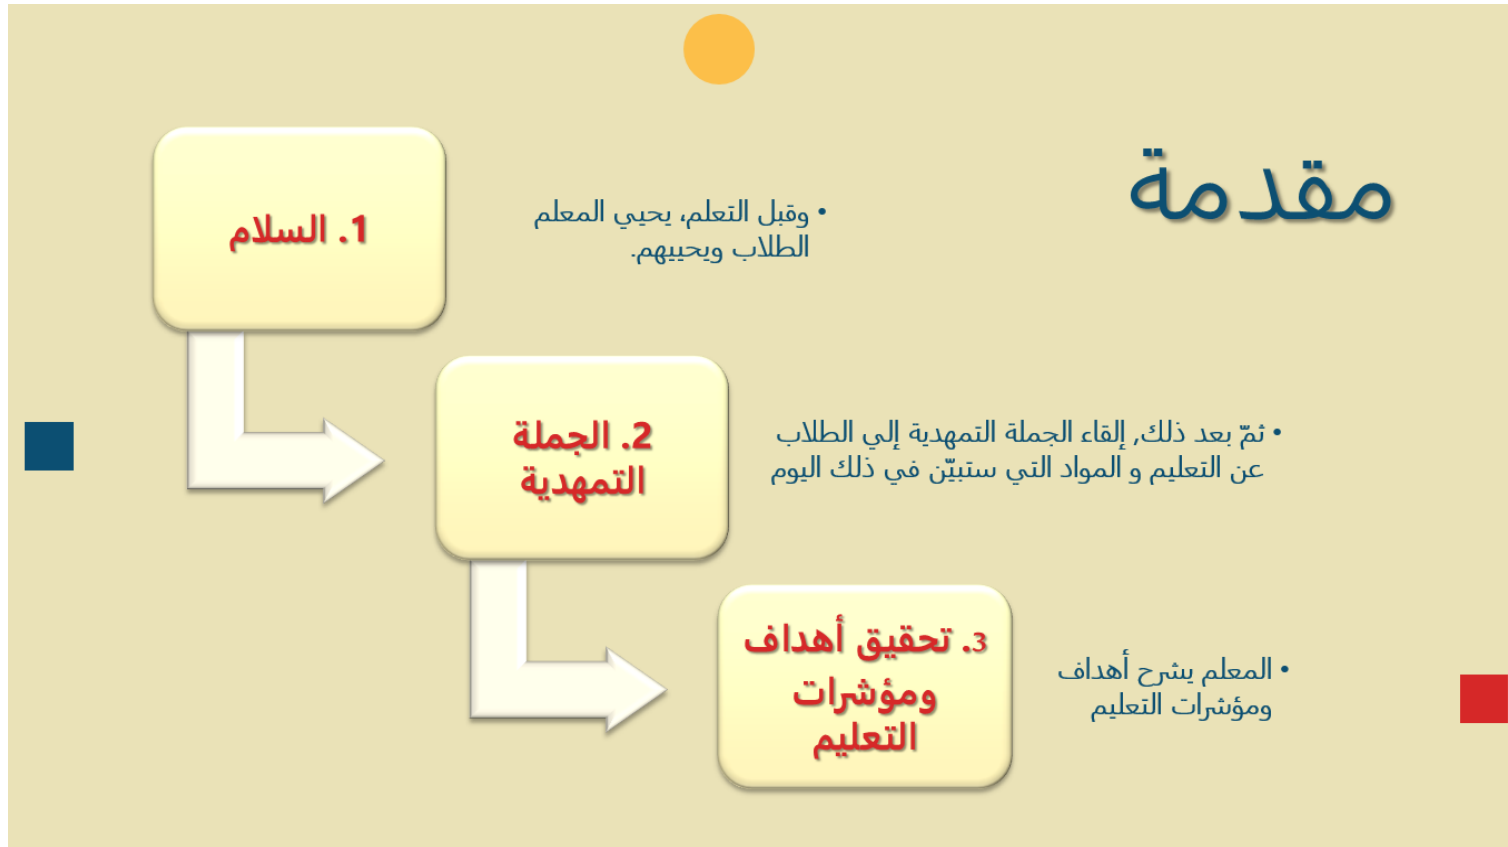 مقدمة
1. السلام
• وقبل التعلم، يحيي المعلم
الطلاب ويحييهم.
2. الجملة
التمهدية
• ثمّ بعد ذلك, إلقاء الجملة التمهدية إلي الطلاب
عن التعليم و المواد التي ستبيّن في ذلك اليوم
3. تحقيق أهداف
ومؤشرات
التعليم
• المعلم يشرح أهداف
ومؤشرات التعليم